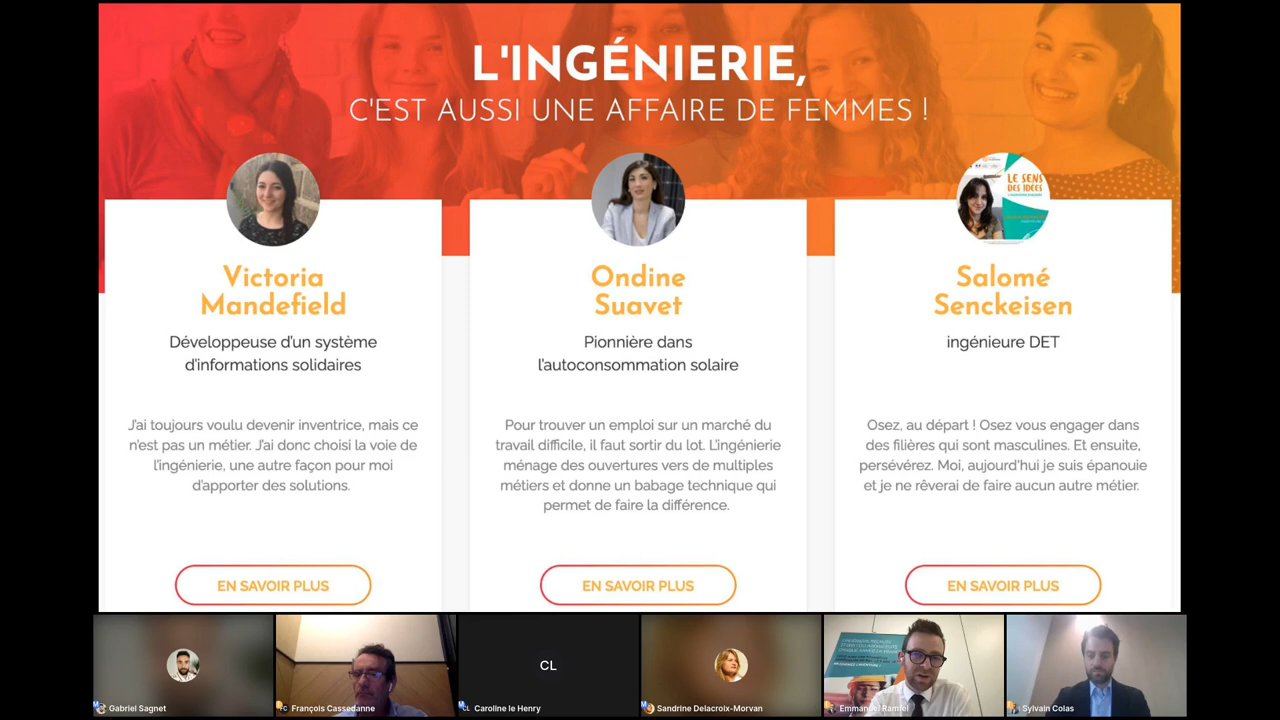 L'INGÉNIERIE,
C'EST AUSSI UNE AFFAIRE DE FEMMES !
LE SENS
DES IDÉES
Victoria
Mandefield
Développeuse d'un système
d'informations solidaires
J'ai toujours voulu devenir inventrice, mais ce
n'est pas un métier. J'ai donc choisi la voie de
l'ingénierie, une autre façon pour moi
d'apporter des solutions.
EN SAVOIR PLUS
Ondine
Suavet
Pionnière dans
l'autoconsommation solaire
Pour trouver un emploi sur un marché du
travail difficile, il faut sortir du lot. L'ingénierie
ménage des ouvertures vers de multiples
métiers et donne un babage technique qui
permet de faire la différence.
EN SAVOIR PLUS
Salomé
Senckeisen
ingénieure DET
Osez, au départ ! Osez vous engager dans
des filières qui sont masculines. Et ensuite,
persévérez. Moi, aujourd'hui je suis épanouie
et je ne rêverai de faire aucun autre métier.
EN SAVOIR PLUS
Gabriel Sagnet
François Cassedanne
CL
Caroline le Henry
Sandrine Delacroix-Morvan
Emmanuel
Sylvain Colas